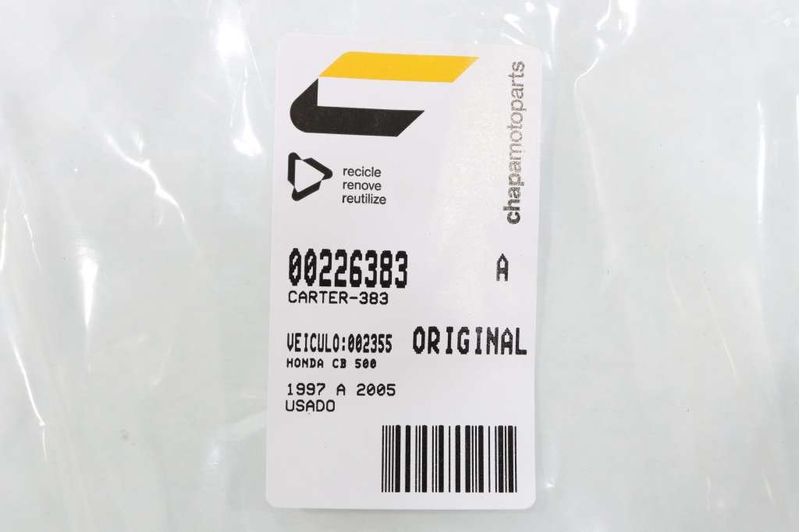 chapamotoparts
recicle
renove
reutilize
00226383 A
CARTER-383
VEICULO:002355 ORIGINAL
HONDA CB 500
1997 A 2005
USADO